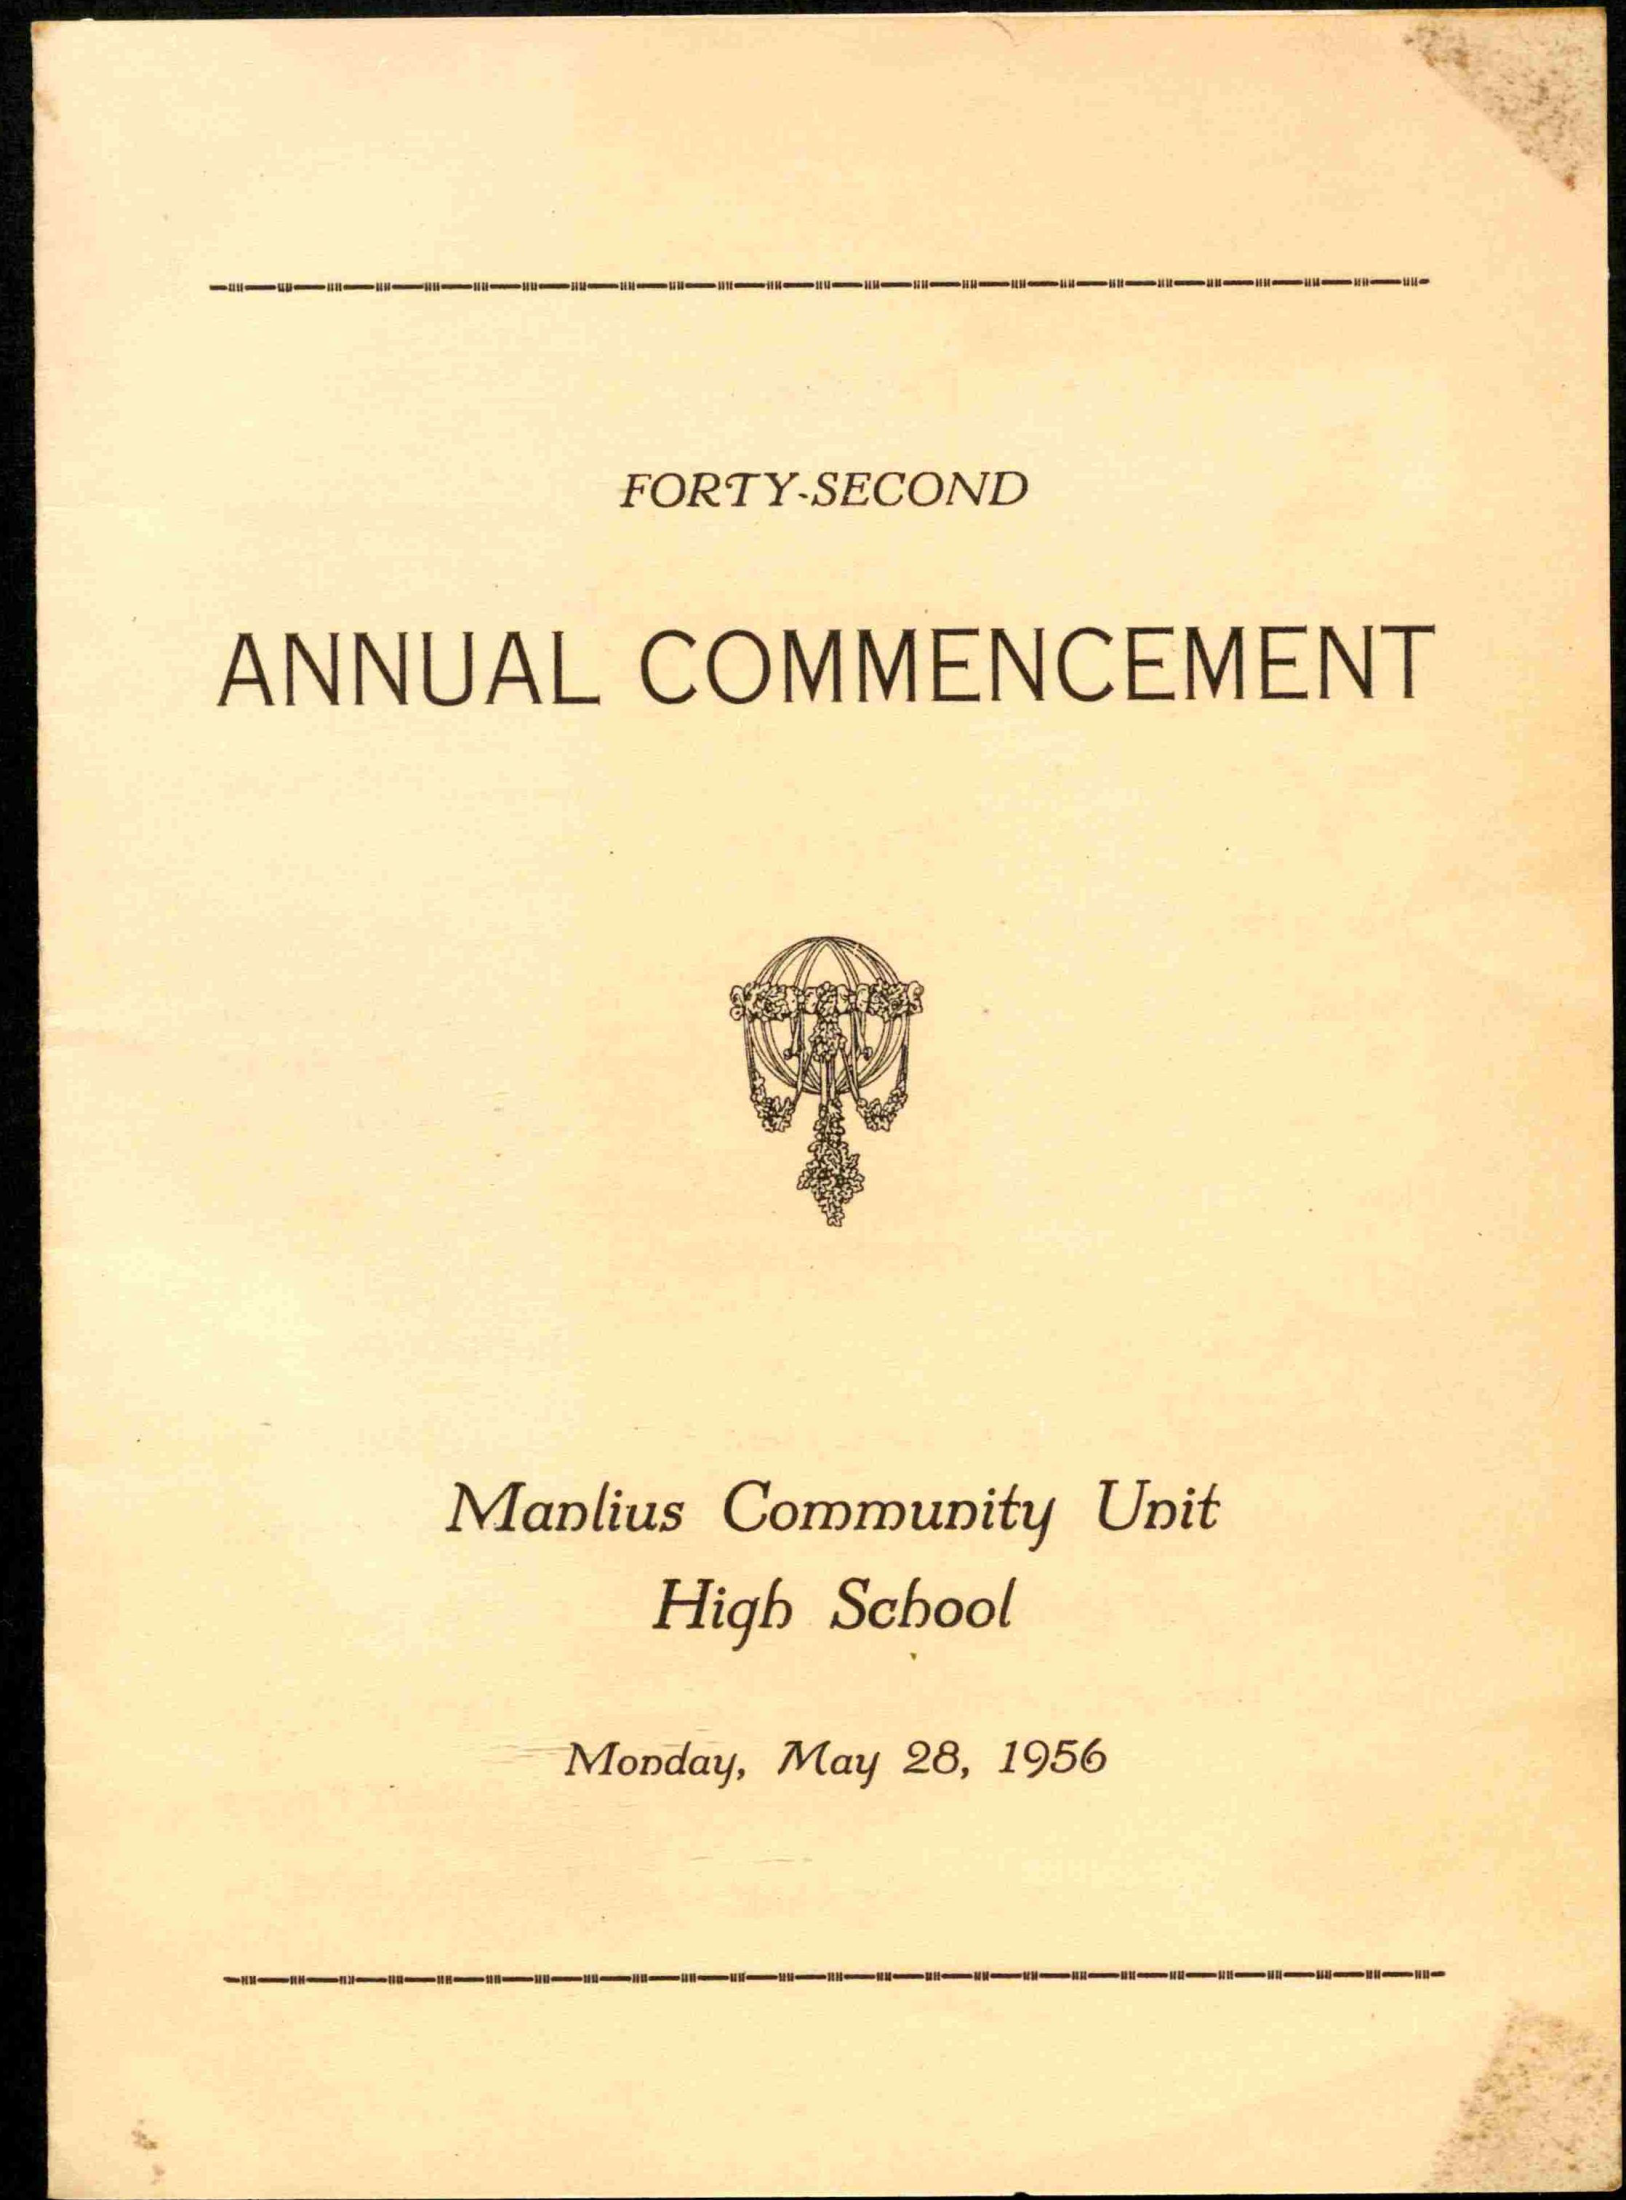 FORTY-SECOND
ANNUAL COMMENCEMENT
Manlius Community Unit
High School
Monday, May 28, 1956